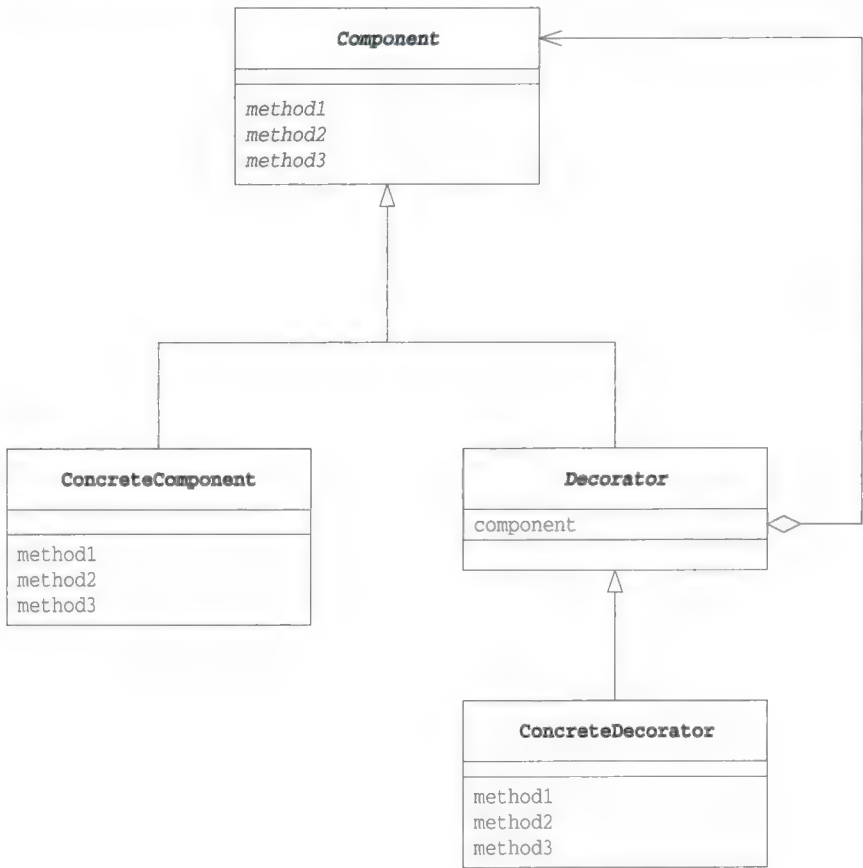 Component
method1
method2
method3
ConcreteComponent
method1
method2
method3
Decorator
component
ConcreteDecorator
method1
method2
method3